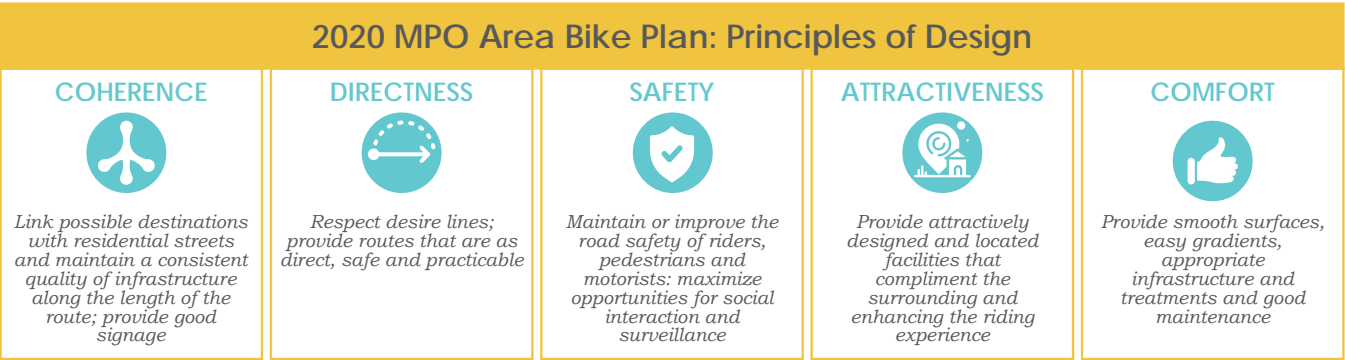 2020 MPO Area Bike Plan: Principles of Design
COHERENCE
Link possible destinations
with residential streets
and maintain a consistent
quality of infrastructure
along the length of the
route; provide good
signage
DIRECTNESS
Respect desire lines;
provide routes that are as
direct, safe and practicable
SAFETY
Maintain or improve the
road safety of riders,
pedestrians and
motorists: maximize
opportunities for social
interaction and
surveillance
ATTRACTIVENESS
Provide attractively
designed and located
facilities that
compliment the
surrounding and
enhancing the riding
experience
COMFORT
Provide smooth surfaces,
easy gradients,
appropriate
infrastructure and
treatments and good
maintenance